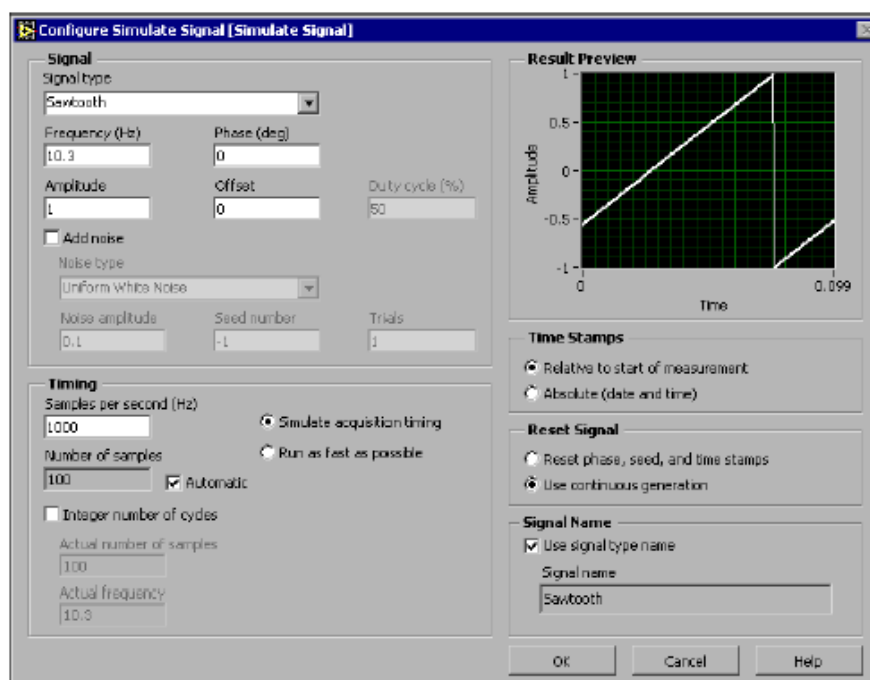 Configure Simulate Signal [Simulate Signal]
Signal
Signal type
Sawtooth
Frequency (Hz) Phase (deg)
10.3 0
Amplitude Offset Duty cycle (%)
1 0 50
Add noise
Noise type
Uniform White Noise
Noise amplitude Seed number Trials
0.1 -1 1
Timing
Samples per second (Hz)
1000
Simulate acquisition timing
Run as fast as possible
Number of samples
100 Automatic
Integer number of cycles
Actual number of samples
100
Actual frequency
10.3
Result Preview
Amplitude
1
0.5
0
-0.5
-1
0 0.099
Time
Time Stamps
Relative to start of measurement
Absolute (date and time)
Reset Signal
Reset phase, seed, and time stamps
Use continuous generation
Signal Name
Use signal type name
Signal name
Sawtooth
OK Cancel Help